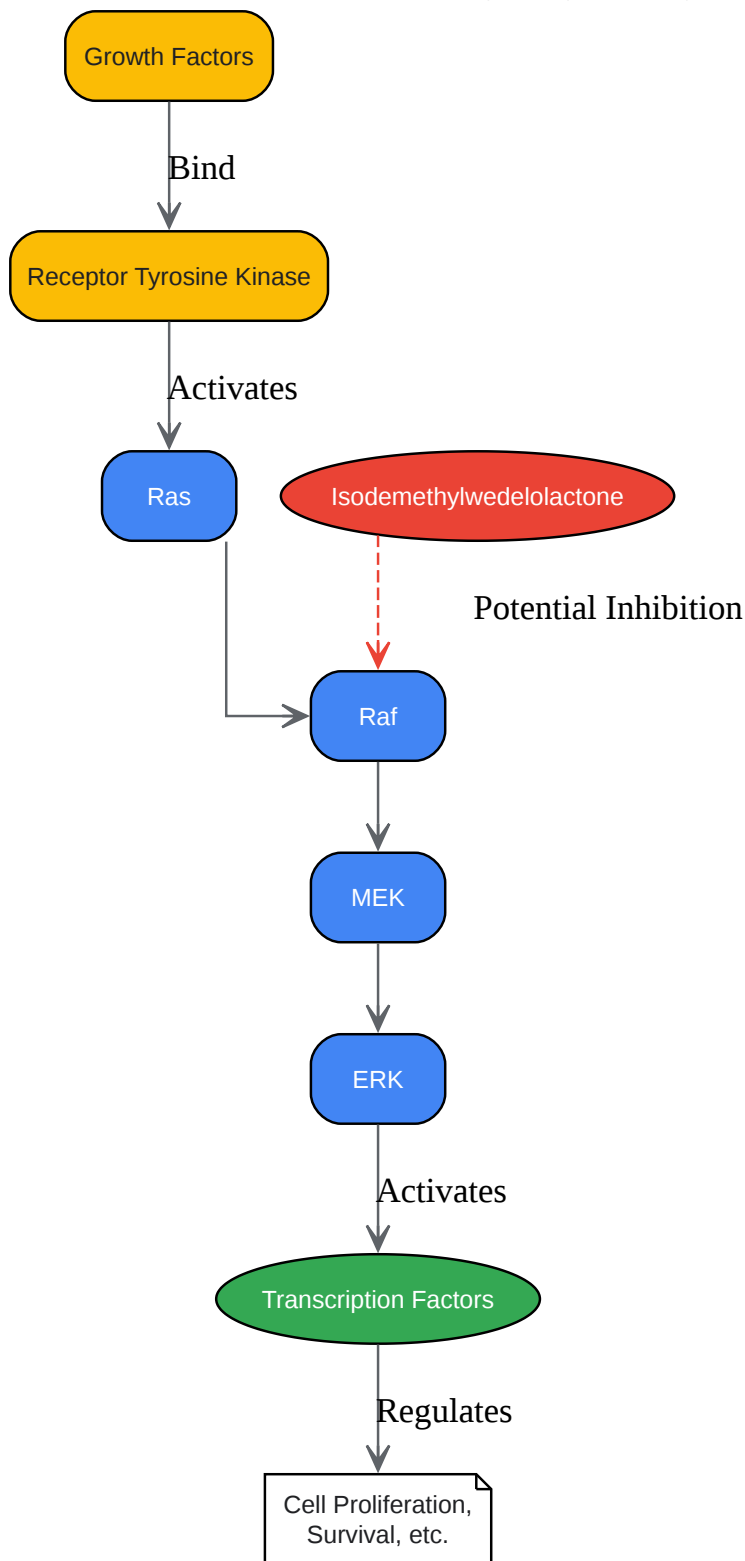 Growth Factors
Bind
Receptor Tyrosine Kinase
Activates
Ras
Isodemethylwedelolactone
Potential Inhibition
Raf
MEK
ERK
Activates
Transcription Factors
Regulates
Cell Proliferation,
Survival, etc.